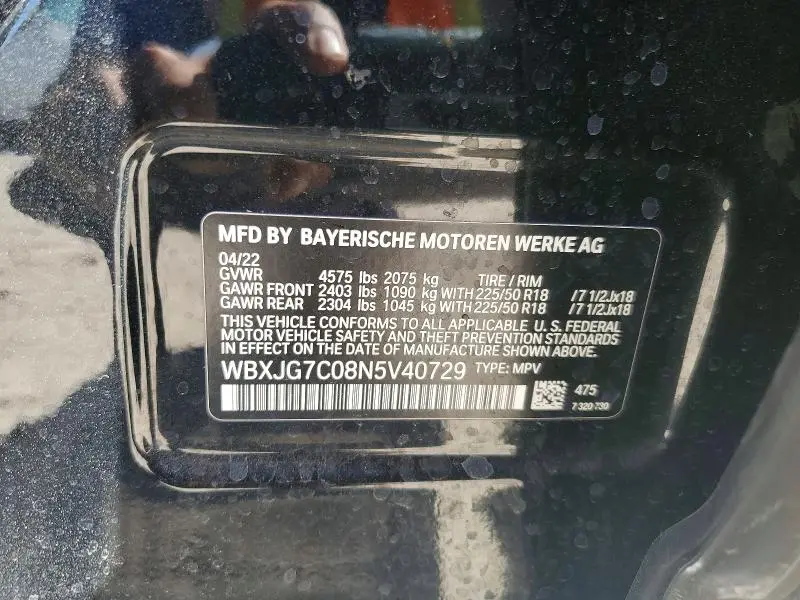 MFD BY BAYERISCHE MOTOREN WERKE AG
04/22
GVWR 4575 lbs 2075 kg TIRE / RIM
GAWR FRONT 2403 lbs 1090 kg WITH 225/50 R18 /7 1/2Jx18
GAWR REAR 2304 lbs 1045 kg WITH 225/50 R18 /7 1/2Jx18
THIS VEHICLE CONFORMS TO ALL APPLICABLE U. S. FEDERAL
MOTOR VEHICLE SAFETY AND THEFT PREVENTION STANDARDS
IN EFFECT ON THE DATE OF MANUFACTURE SHOWN ABOVE.
WBXJG7C08N5V40729 TYPE: MPV
475
7 320 730